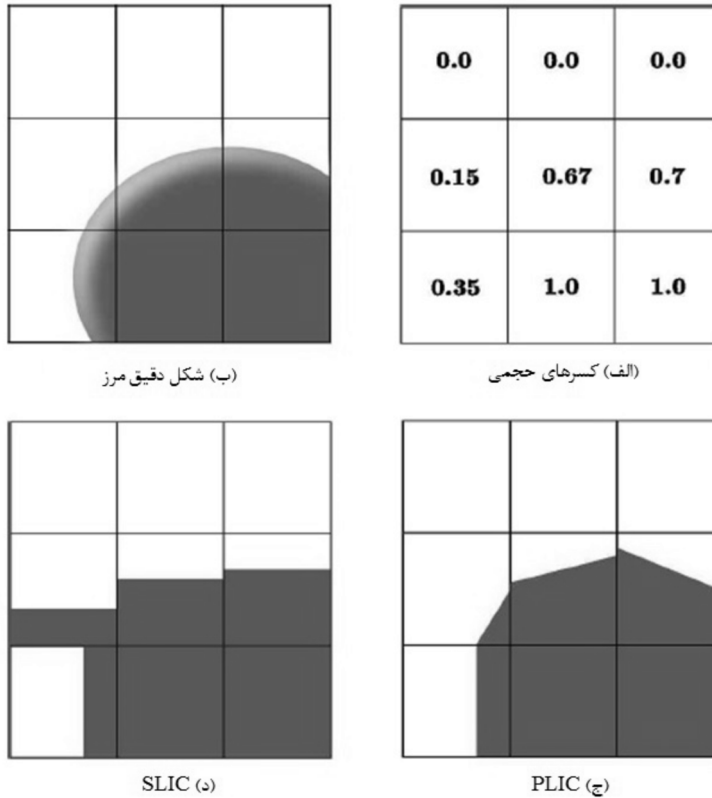 0.0 0.0 0.0
0.15 0.67 0.7
0.35 1.0 1.0
(الف) کسرهای حجمی
(ب) شکل دقیق مرز
(ج) PLIC
(د) SLIC